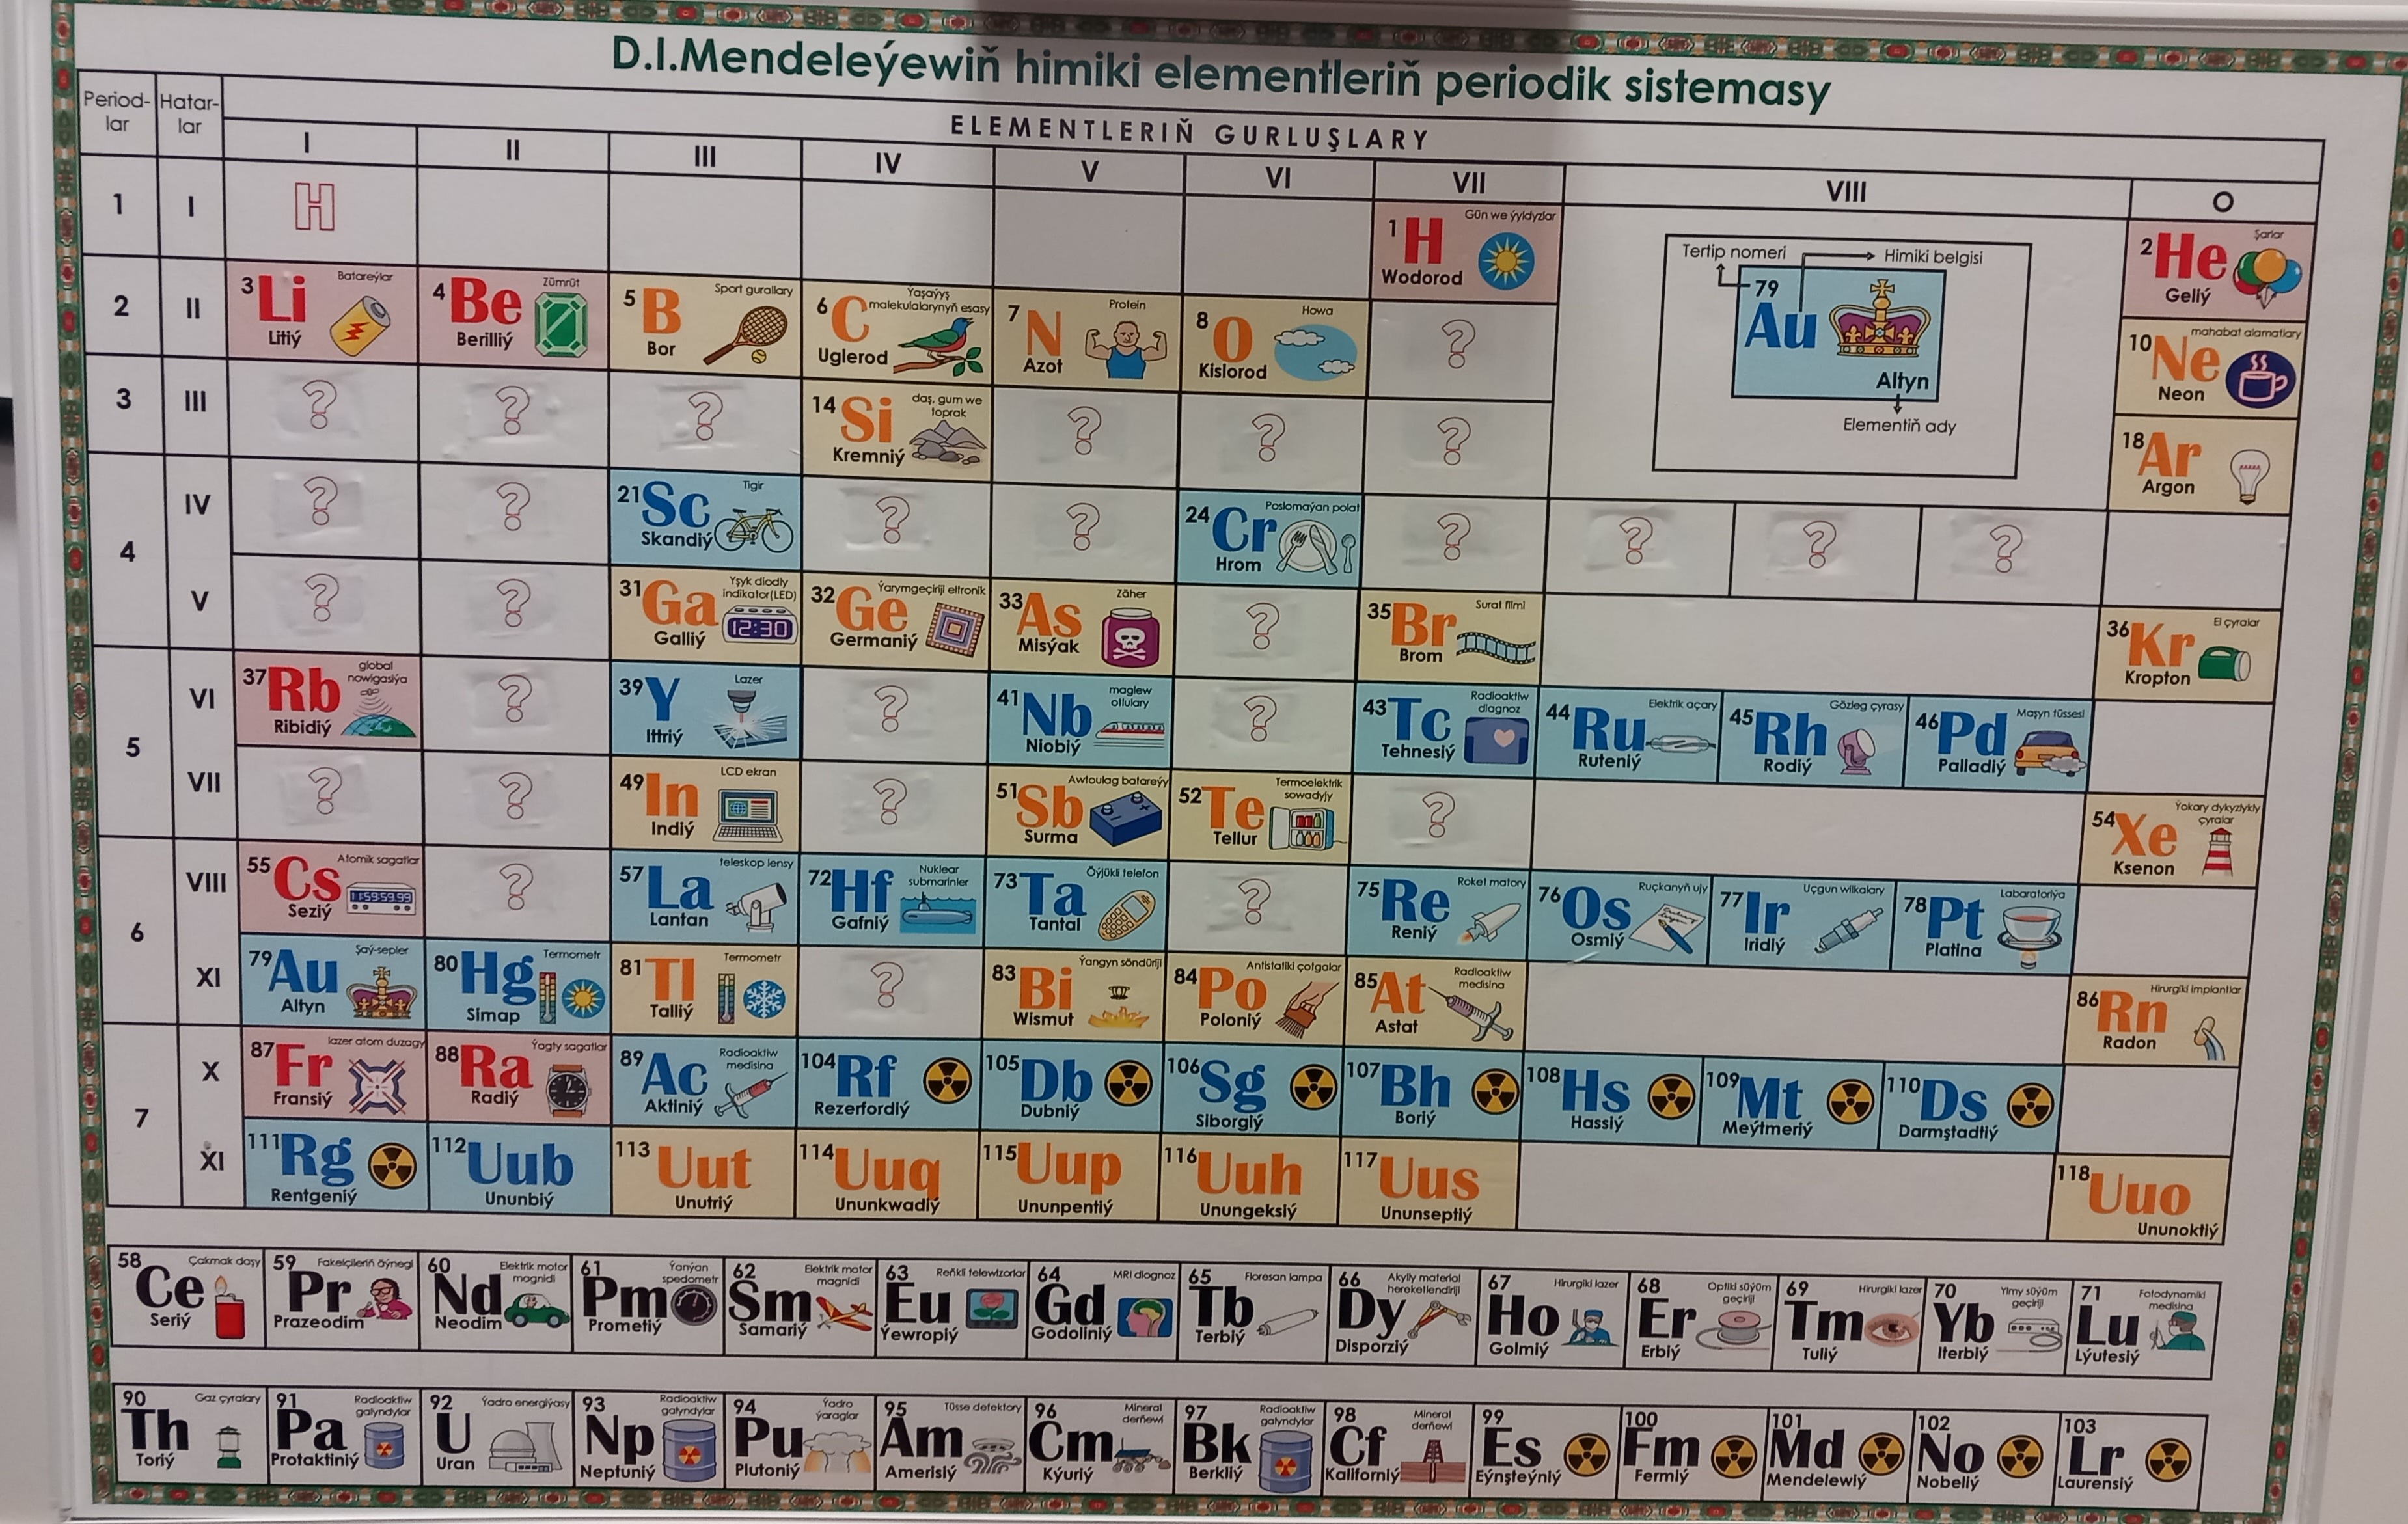 D.I.Mendeleýewiň himiki elementleriň periodik sistemasy
Period-
lar
Hatar-
lar
ELEMENTLERIŇ GURLUŞLARY
I II III IV V VI VII VIII O
1 I
H
1 H Gün we ýyldyzlar
Wodorod
2 He Şarlar
Geliý
Tertip nomeri
Himiki belgisi
79
Au
Altyn
Elementiň ady
2 II
3 Li Batareýlar
Litiý
4 Be Zümrüt
Berilliý
5 B Sport gurallary
Bor
6 C Ýaşaýyş
malekulalarynyň esasy
Uglerod
7 N Protein
Azot
8 O Howa
Kislorod
?
10 Ne mahabat alamatlary
Neon
3 III
? ? ?
14 Si daş, gum we
toprak
Kremniý
? ? ?
18 Ar
Argon
4 IV
? ?
21 Sc Tigir
Skandiý
? ?
24 Cr Poslomaýan polat
Hrom
? ? ? ?
V
? ?
31 Ga Yşyk diodly
indikator(LED)
12:30
Galliý
32 Ge Ýarymgeçiriji eltronik
Germaniý
33 As Zäher
Misýak
?
35 Br Surat filmi
Brom
36 Kr El çyralar
Kropton
5 VI
37 Rb global
nowigasiýa
Ribidiý
?
39 Y Lazer
Ittriý
?
41 Nb maglew
otlulary
Niobiý
?
43 Tc Radioaktiw
diagnoz
Tehnesiý
44 Ru Elektrik açary
Ruteniý
45 Rh Gözleg çyrasy
Rodiý
46 Pd Maşyn tüssesi
Palladiý
VII
? ?
49 In LCD ekran
Indiý
?
51 Sb Awtoulag batareýy
Surma
52 Te Termoelektrik
sowadyjy
Tellur
?
54 Xe Ýokary dykyzlykly
çyralar
Ksenon
6 VIII
55 Cs Atomik sagatlar
11:59:59.99
Seziý
?
57 La teleskop lensy
Lantan
72 Hf Nuklear
submarinler
Gafniý
73 Ta Öýjükli telefon
Tantal
?
75 Re Roket matory
Reniý
76 Os Ruçkanyň ujy
Osmiý
77 Ir Uçgun wilkalary
Iridiý
78 Pt Labaratoriýa
Platina
XI
79 Au Şaý-sepler
Altyn
80 Hg Termometr
Simap
81 Tl Termometr
Talliý
?
83 Bi Ýangyn söndüriji
Wismut
84 Po Antistatiki çotgalar
Poloniý
85 At Radioaktiw
medisina
Astat
86 Rn Hirurgiki implantlar
Radon
7 X
87 Fr lazer atom duzagy
Fransiý
88 Ra Ýagty sagatlar
Radiý
89 Ac Radioaktiw
medisina
Aktiniý
104 Rf
Rezerfordiý
105 Db
Dubniý
106 Sg
Siborgiý
107 Bh
Boriý
108 Hs
Hassiý
109 Mt
Meýtmeriý
110 Ds
Darmştadtiý
XI
111 Rg
Rentgeniý
112 Uub
Ununbiý
113 Uut
Unutriý
114 Uuq
Ununkwadiý
115 Uup
Ununpentiý
116 Uuh
Unungeksiý
117 Uus
Ununseptiý
118 Uuo
Ununoktiý
58 Ce Çakmak daşy
Seriý
59 Pr Fakelçileriň äýnegi
Prazeodim
60 Nd Elektrik motor
magnidi
Neodim
61 Pm Ýanýan
spedometr
Prometiý
62 Sm Elektrik motor
magnidi
Samariý
63 Eu Reňkli telewizorlar
Ýewropiý
64 Gd MRI diognoz
Godoliniý
65 Tb Floresan lampa
Terbiý
66 Dy Akylly material
hereketlendiriji
Disporziý
67 Ho Hirurgiki lazer
Golmiý
68 Er Optiki süýüm
geçiriji
Erbiý
69 Tm Hirurgiki lazer
Tuliý
70 Yb Ylmy süýüm
geçiriji
Iterbiý
71 Lu Fotodynamiki
medisina
Lýutesiý
90 Th Gaz çyralary
Toriý
91 Pa Radioaktiw
galyndylar
Protaktiniý
92 U Ýadro energiýasy
Uran
93 Np Radioaktiw
galyndylar
Neptuniý
94 Pu Ýadro
ýaraglar
Plutoniý
95 Am Tüsse detektory
Amerisiý
96 Cm Mineral
derňewi
Kýuriý
97 Bk Radioaktiw
galyndylar
Berkliý
98 Cf Mineral
derňewi
Kaliforniý
99 Es
Eýnşteýniý
100 Fm
Fermiý
101 Md
Mendelewiý
102 No
Nobeliý
103 Lr
Laurensiý